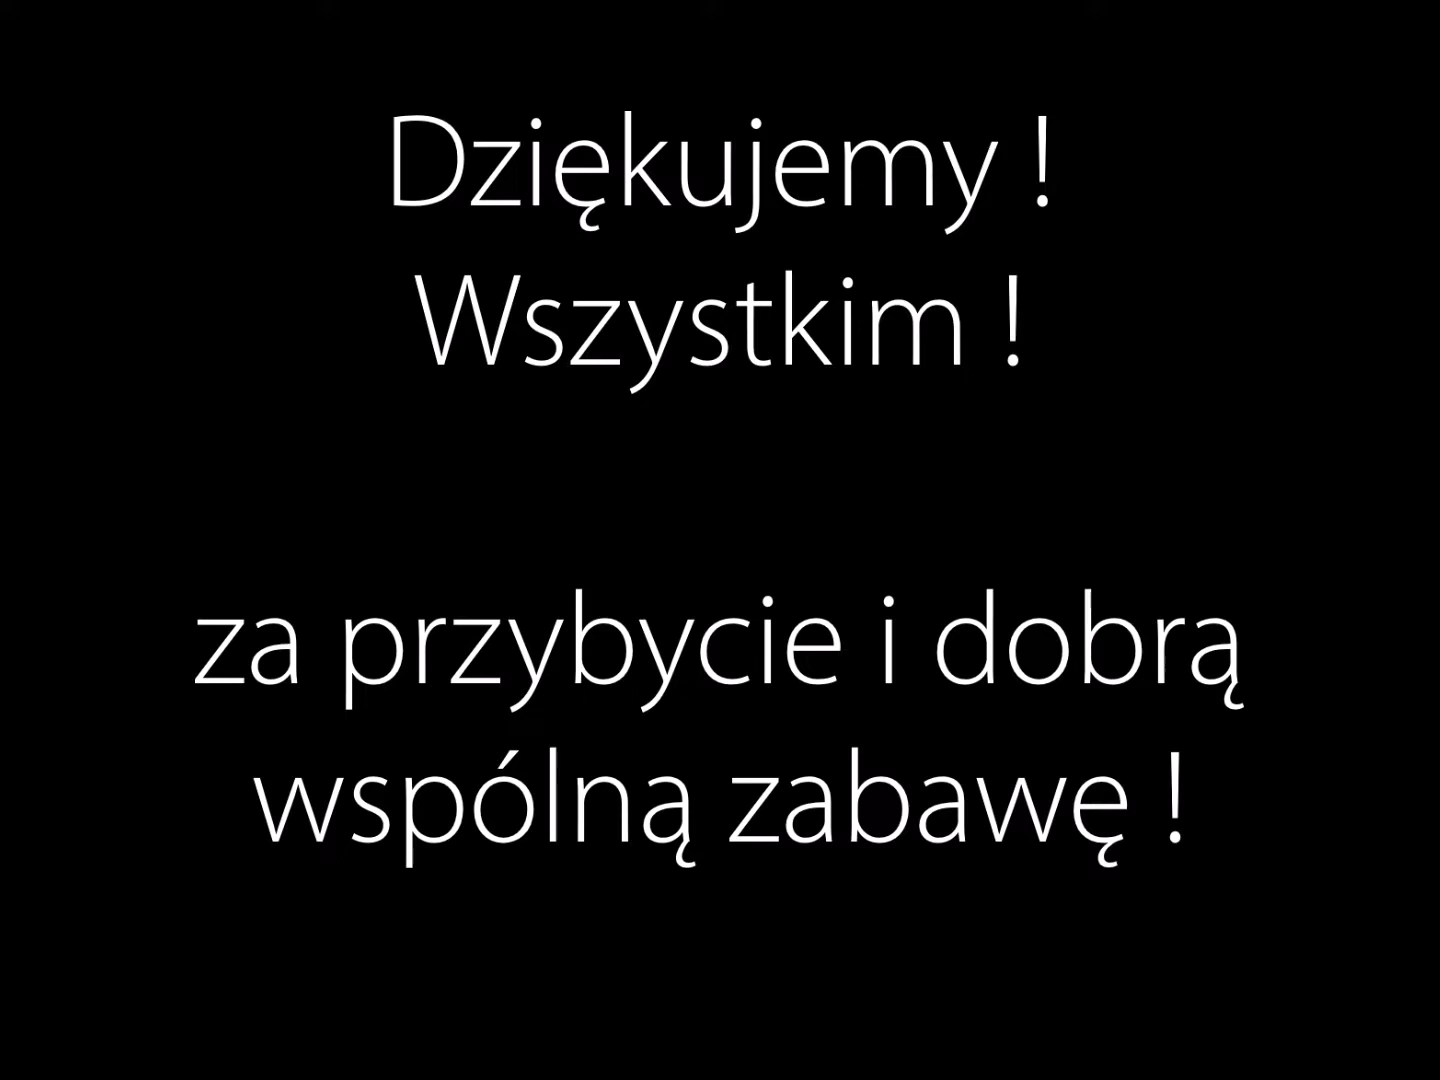 Dziękujemy !
Wszystkim !
za przybycie i dobrą
wspólną zabawę !